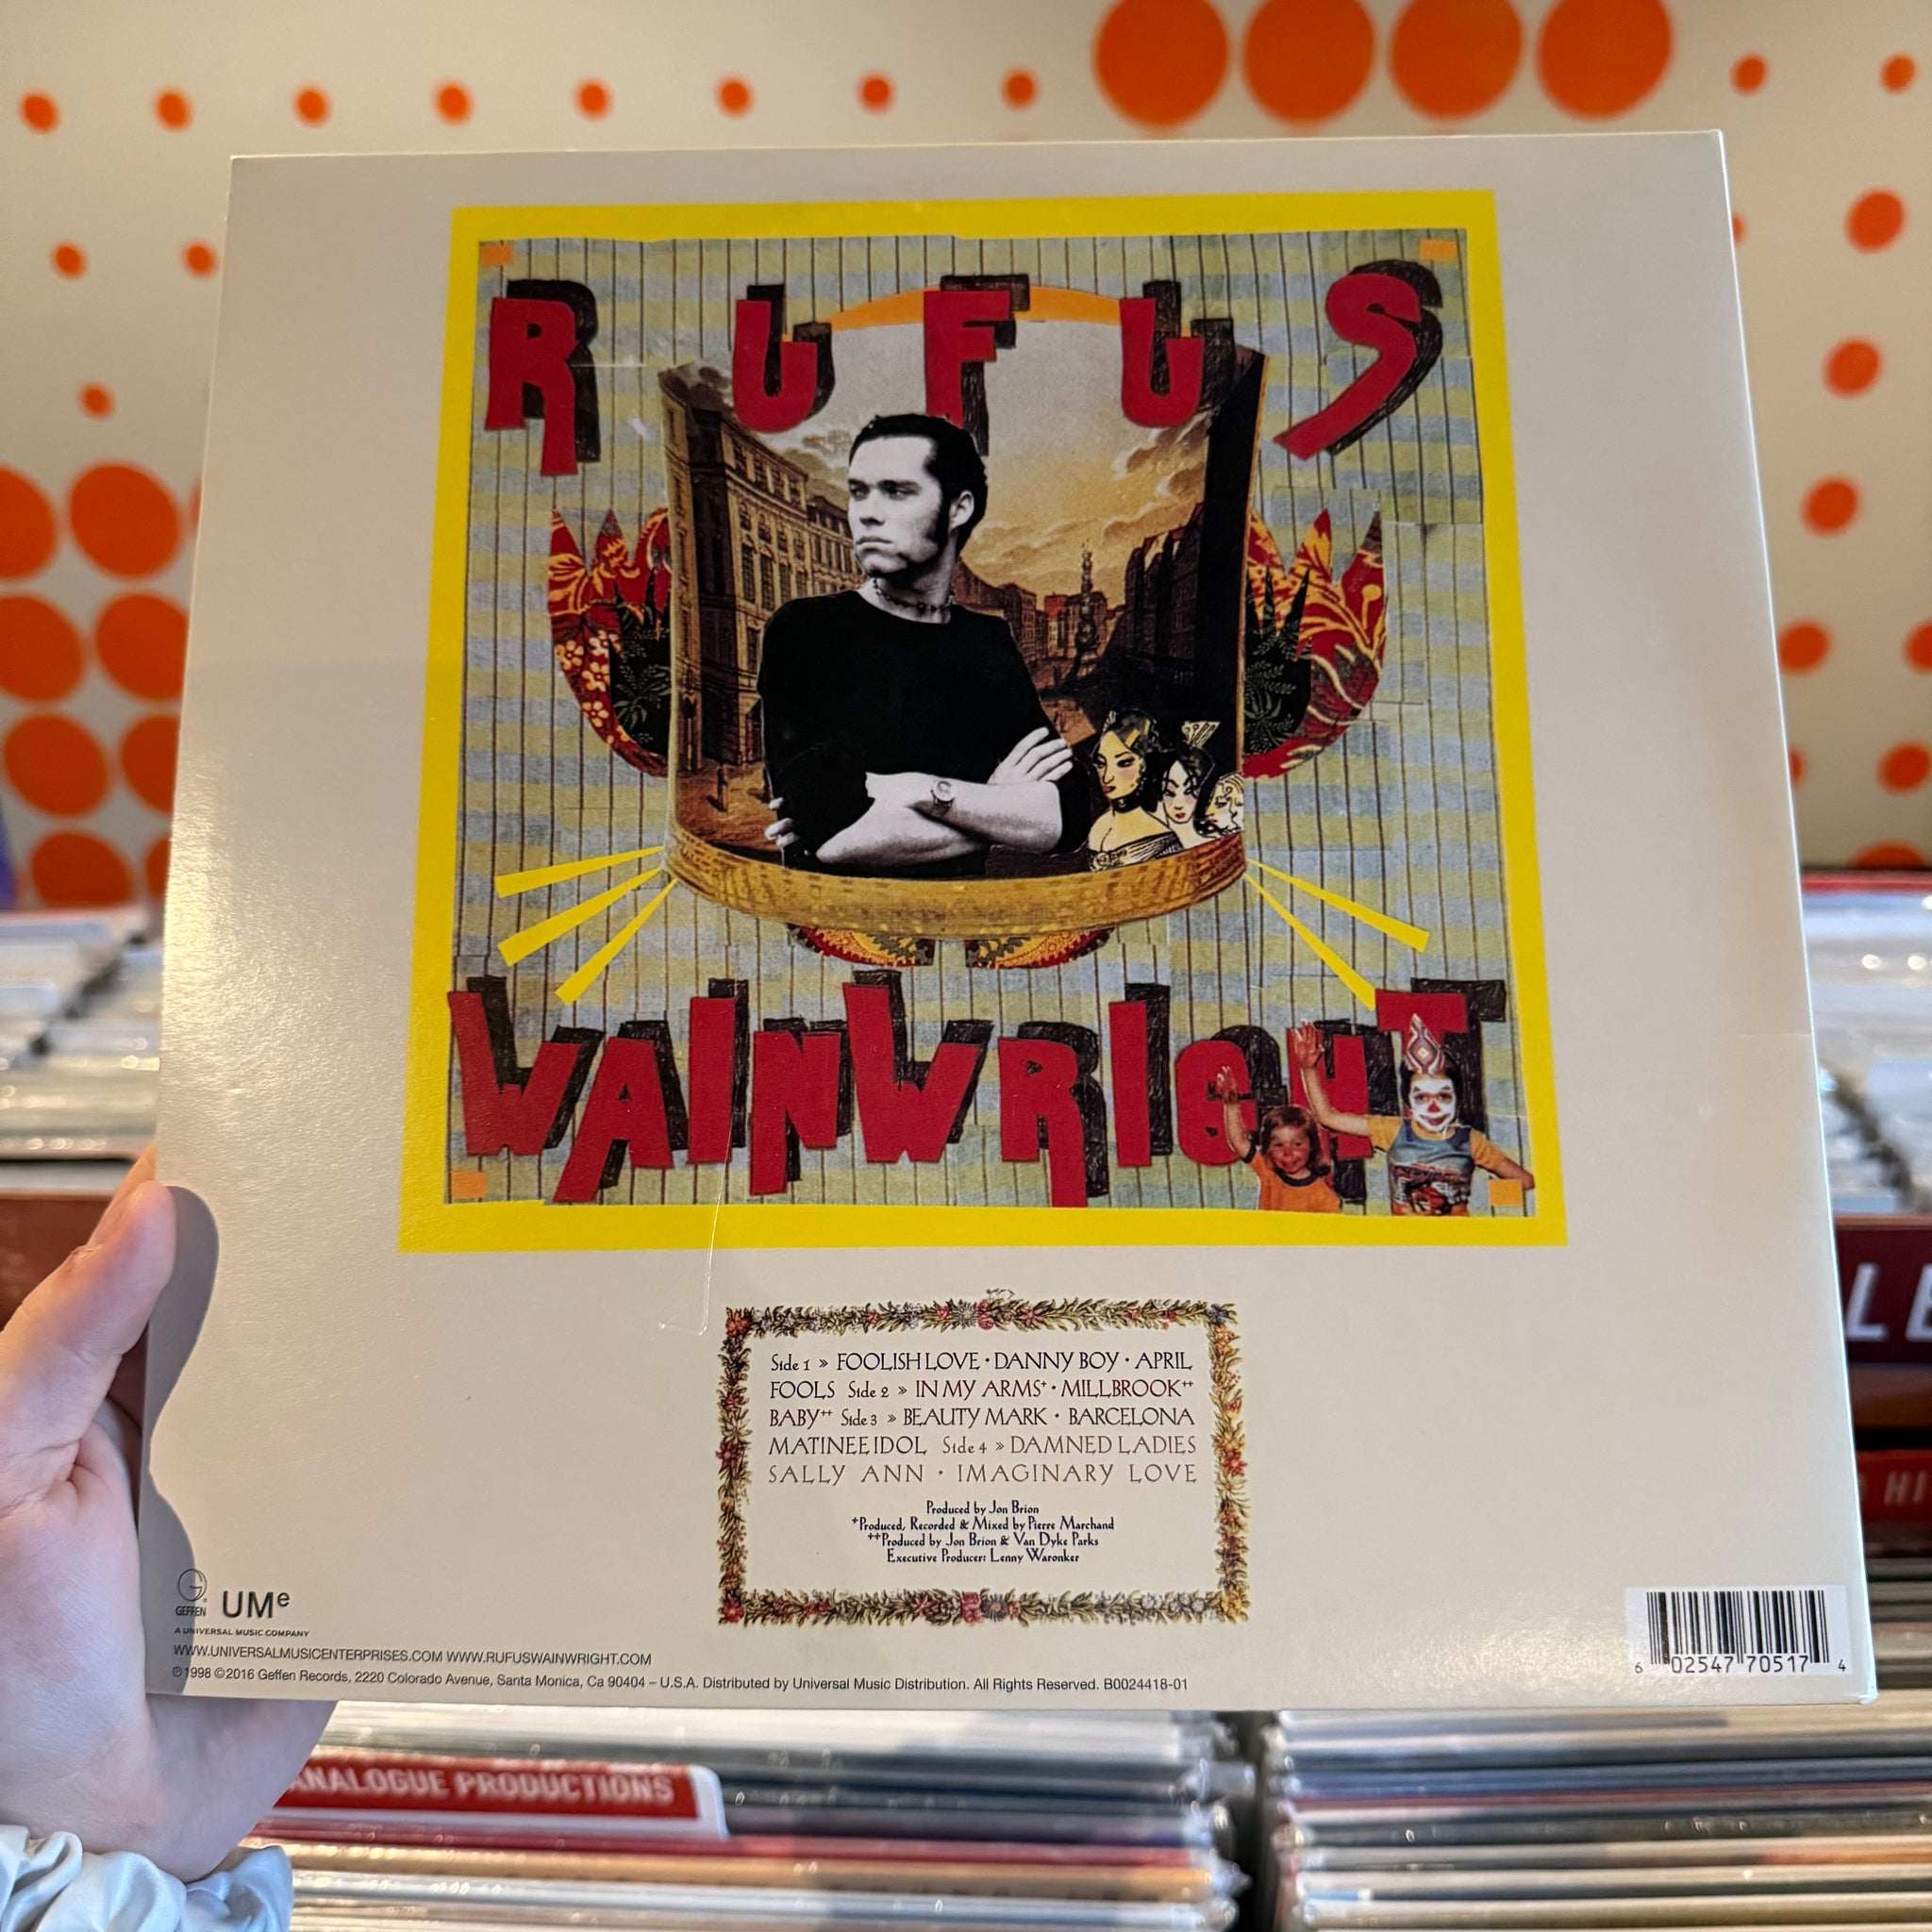 RUFUS
WAINWRIGHT
Side 1 » FOOLISH LOVE · DANNY BOY · APRIL
FOOLS Side 2 » IN MY ARMS⁺ · MILLBROOK⁺⁺
BABY⁺⁺ Side 3 » BEAUTY MARK · BARCELONA
MATINEE IDOL Side 4 » DAMNED LADIES
SALLY ANN · IMAGINARY LOVE
Produced by Jon Brion
⁺Produced, Recorded & Mixed by Pierre Marchand
⁺⁺Produced by Jon Brion & Van Dyke Parks
Executive Producer: Lenny Waronker
GEFFEN UMe
A UNIVERSAL MUSIC COMPANY
WWW.UNIVERSALMUSICENTERPRISES.COM WWW.RUFUSWAINWRIGHT.COM
℗1998 ©2016 Geffen Records, 2220 Colorado Avenue, Santa Monica, Ca 90404 – U.S.A. Distributed by Universal Music Distribution. All Rights Reserved. B0024418-01
6 02547 70517 4
ANALOGUE PRODUCTIONS